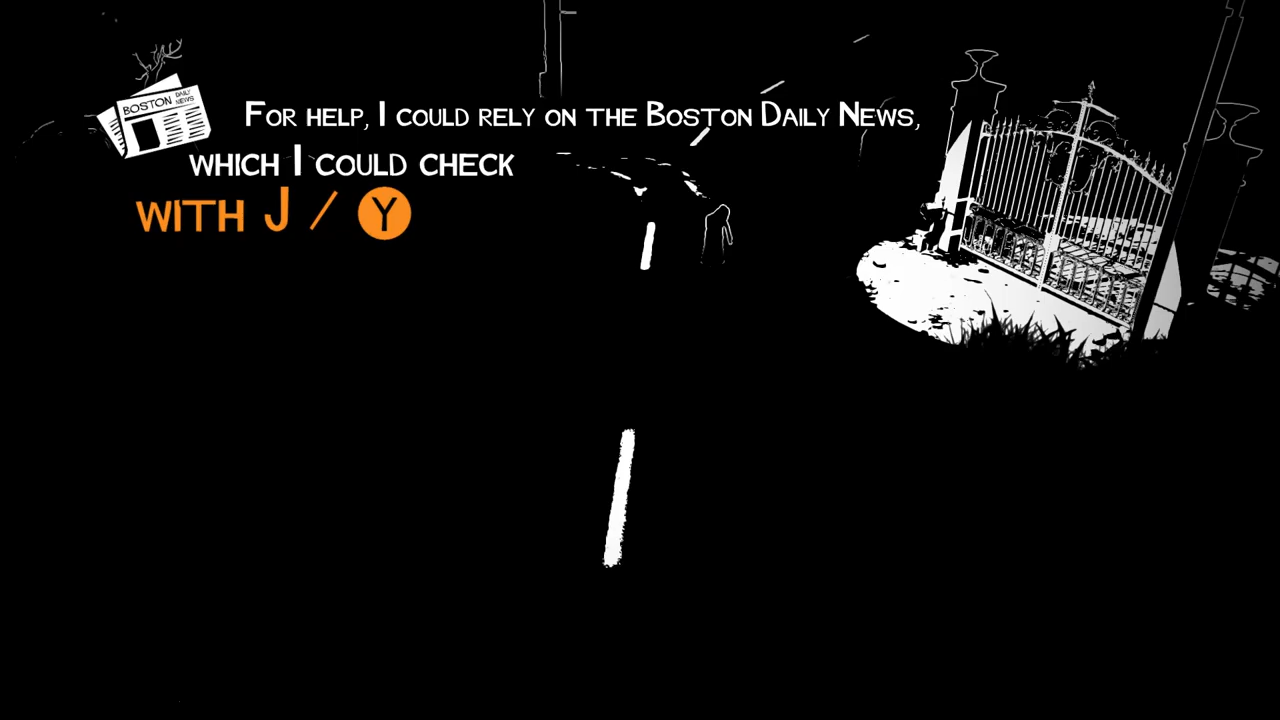 BOSTON DAILY NEWS
For help, I could rely on the Boston Daily News,
which I could check
with J / Y